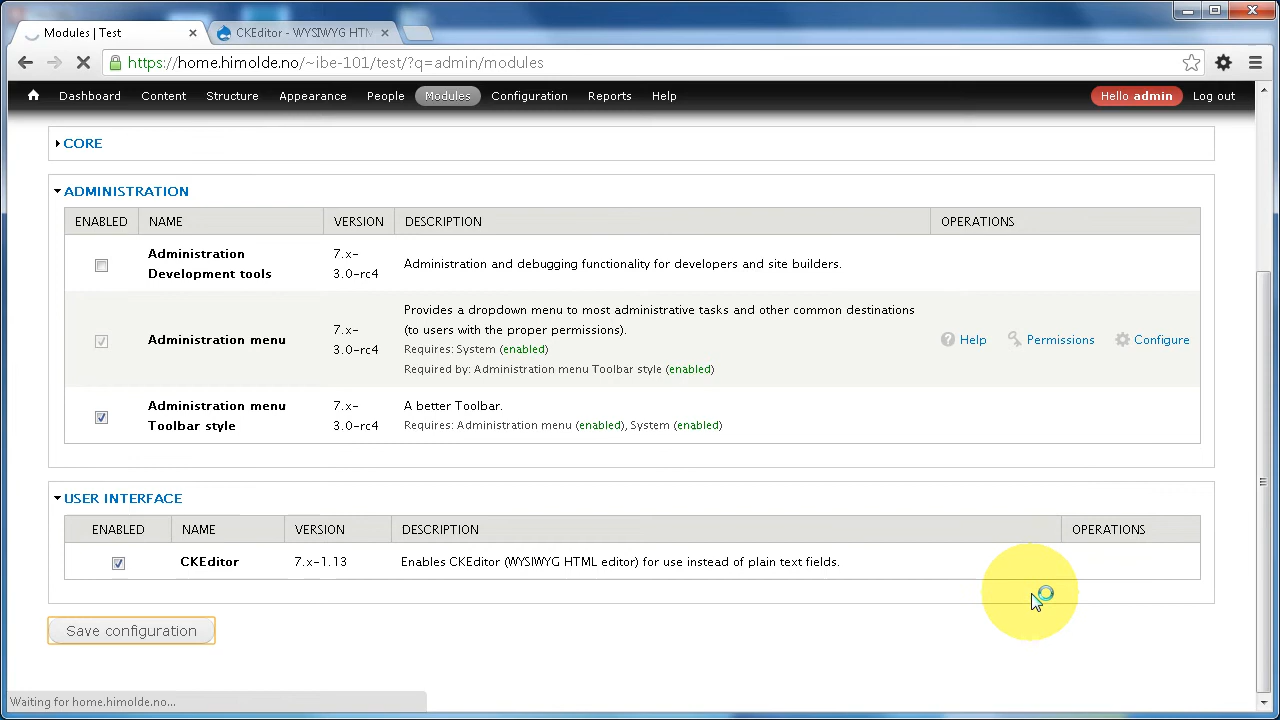 Modules | Test
CKEditor - WYSIWYG HTM
https://home.himolde.no/~ibe-101/test/?q=admin/modules
Dashboard Content Structure Appearance People Modules Configuration Reports Help Hello admin Log out
CORE
ADMINISTRATION
ENABLED NAME VERSION DESCRIPTION OPERATIONS
Administration
Development tools
7.x-
3.0-rc4
Administration and debugging functionality for developers and site builders.
Administration menu
7.x-
3.0-rc4
Provides a dropdown menu to most administrative tasks and other common destinations
(to users with the proper permissions).
Requires: System (enabled)
Required by: Administration menu Toolbar style (enabled)
Help Permissions Configure
Administration menu
Toolbar style
7.x-
3.0-rc4
A better Toolbar.
Requires: Administration menu (enabled), System (enabled)
USER INTERFACE
ENABLED NAME VERSION DESCRIPTION OPERATIONS
CKEditor 7.x-1.13 Enables CKEditor (WYSIWYG HTML editor) for use instead of plain text fields.
Save configuration
Waiting for home.himolde.no...